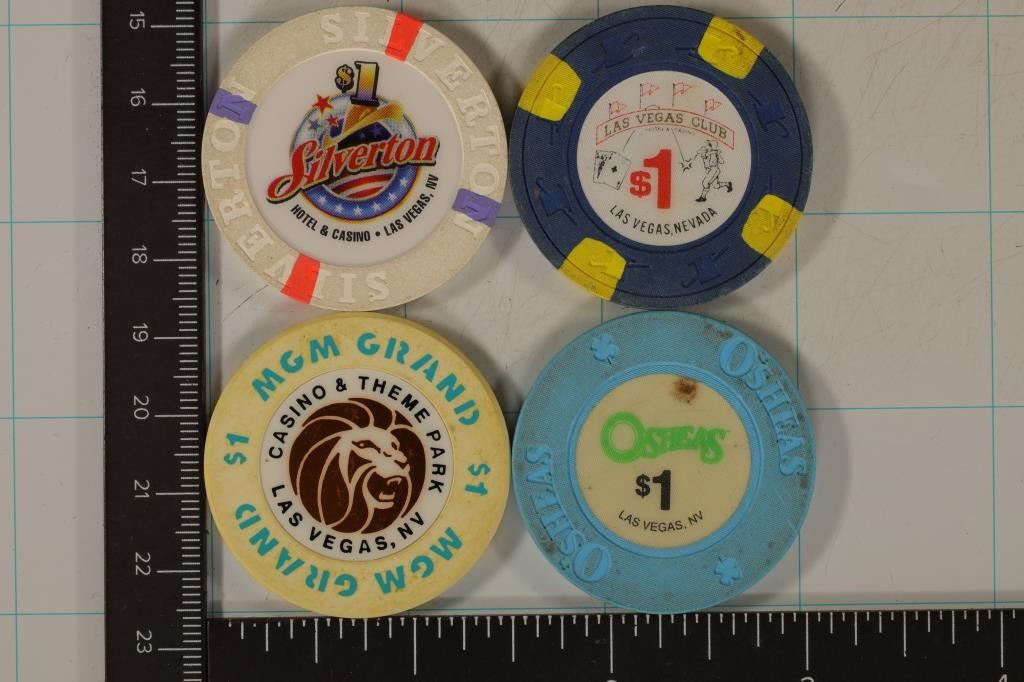 15
16
17
18
19
20
21
22
23
SILVERTON
SILVERTON
$1
Silverton
HOTEL & CASINO • LAS VEGAS, NV
LAS VEGAS CLUB
HOTEL & CASINO
$1
LAS VEGAS, NEVADA
MGM GRAND
CASINO & THEME PARK
$1
$1
LAS VEGAS, NV
MGM GRAND
OSHEAS
OSHEAS
$1
LAS VEGAS, NV
OSHEAS